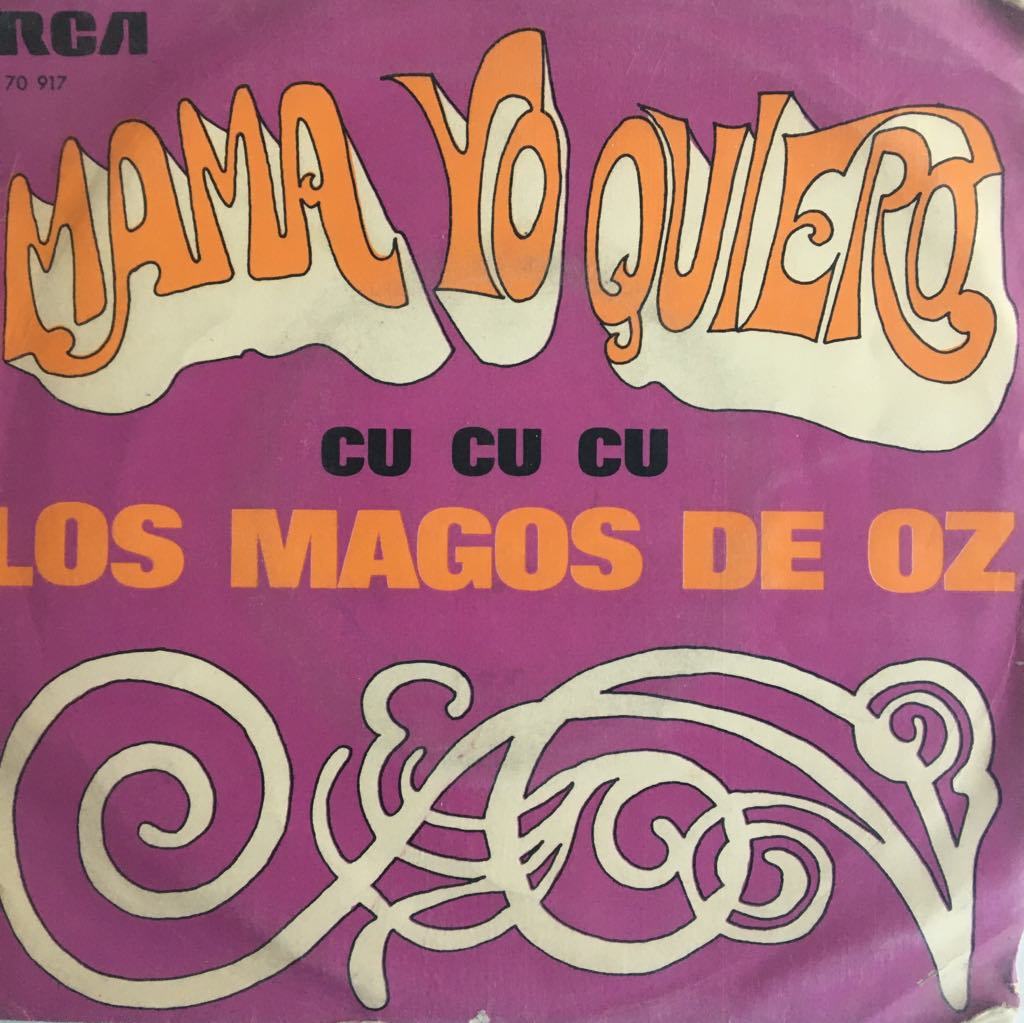 RCA
70 917
MAMA YO QUIERO
CU CU CU
LOS MAGOS DE OZ